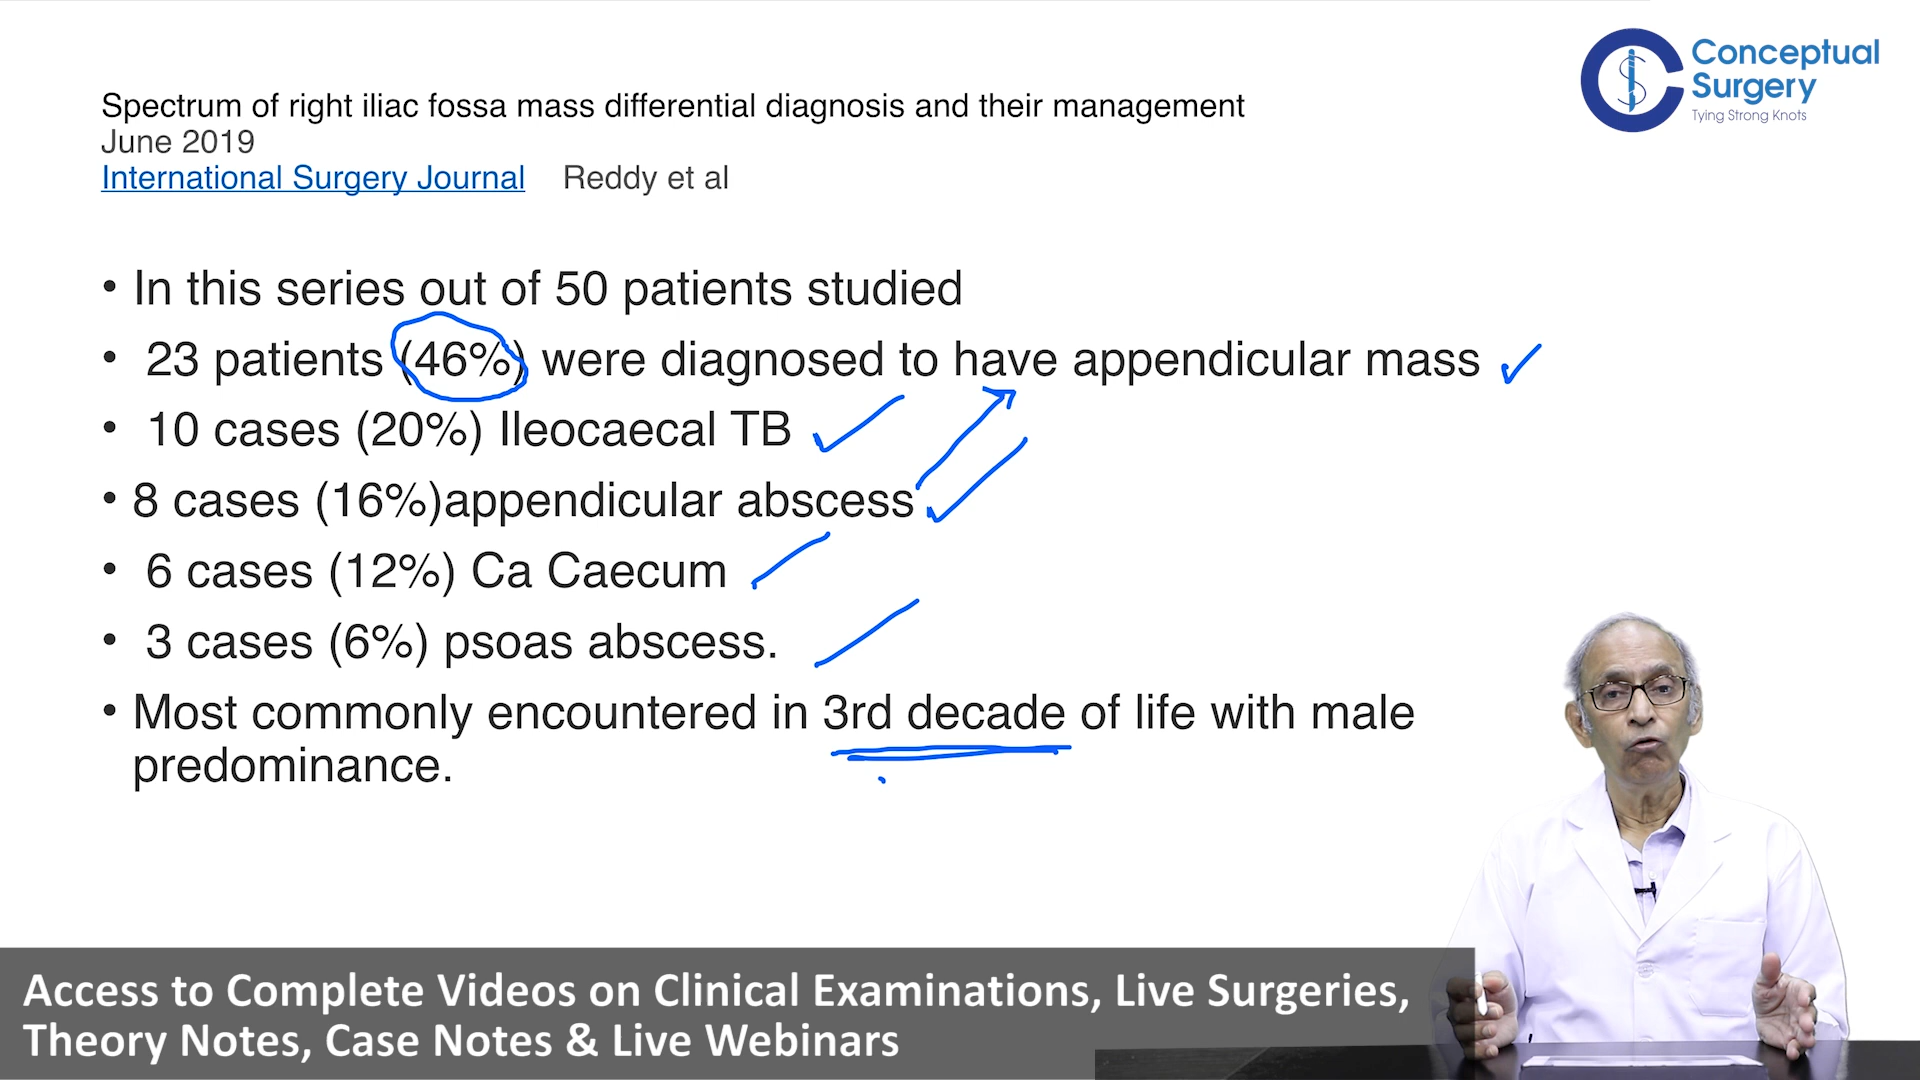 Conceptual
Surgery
Tying Strong Knots
Spectrum of right iliac fossa mass differential diagnosis and their management
June 2019
International Surgery Journal Reddy et al
• In this series out of 50 patients studied
• 23 patients (46%) were diagnosed to have appendicular mass
• 10 cases (20%) Ileocaecal TB
• 8 cases (16%)appendicular abscess
• 6 cases (12%) Ca Caecum
• 3 cases (6%) psoas abscess.
• Most commonly encountered in 3rd decade of life with male
predominance.
Access to Complete Videos on Clinical Examinations, Live Surgeries,
Theory Notes, Case Notes & Live Webinars